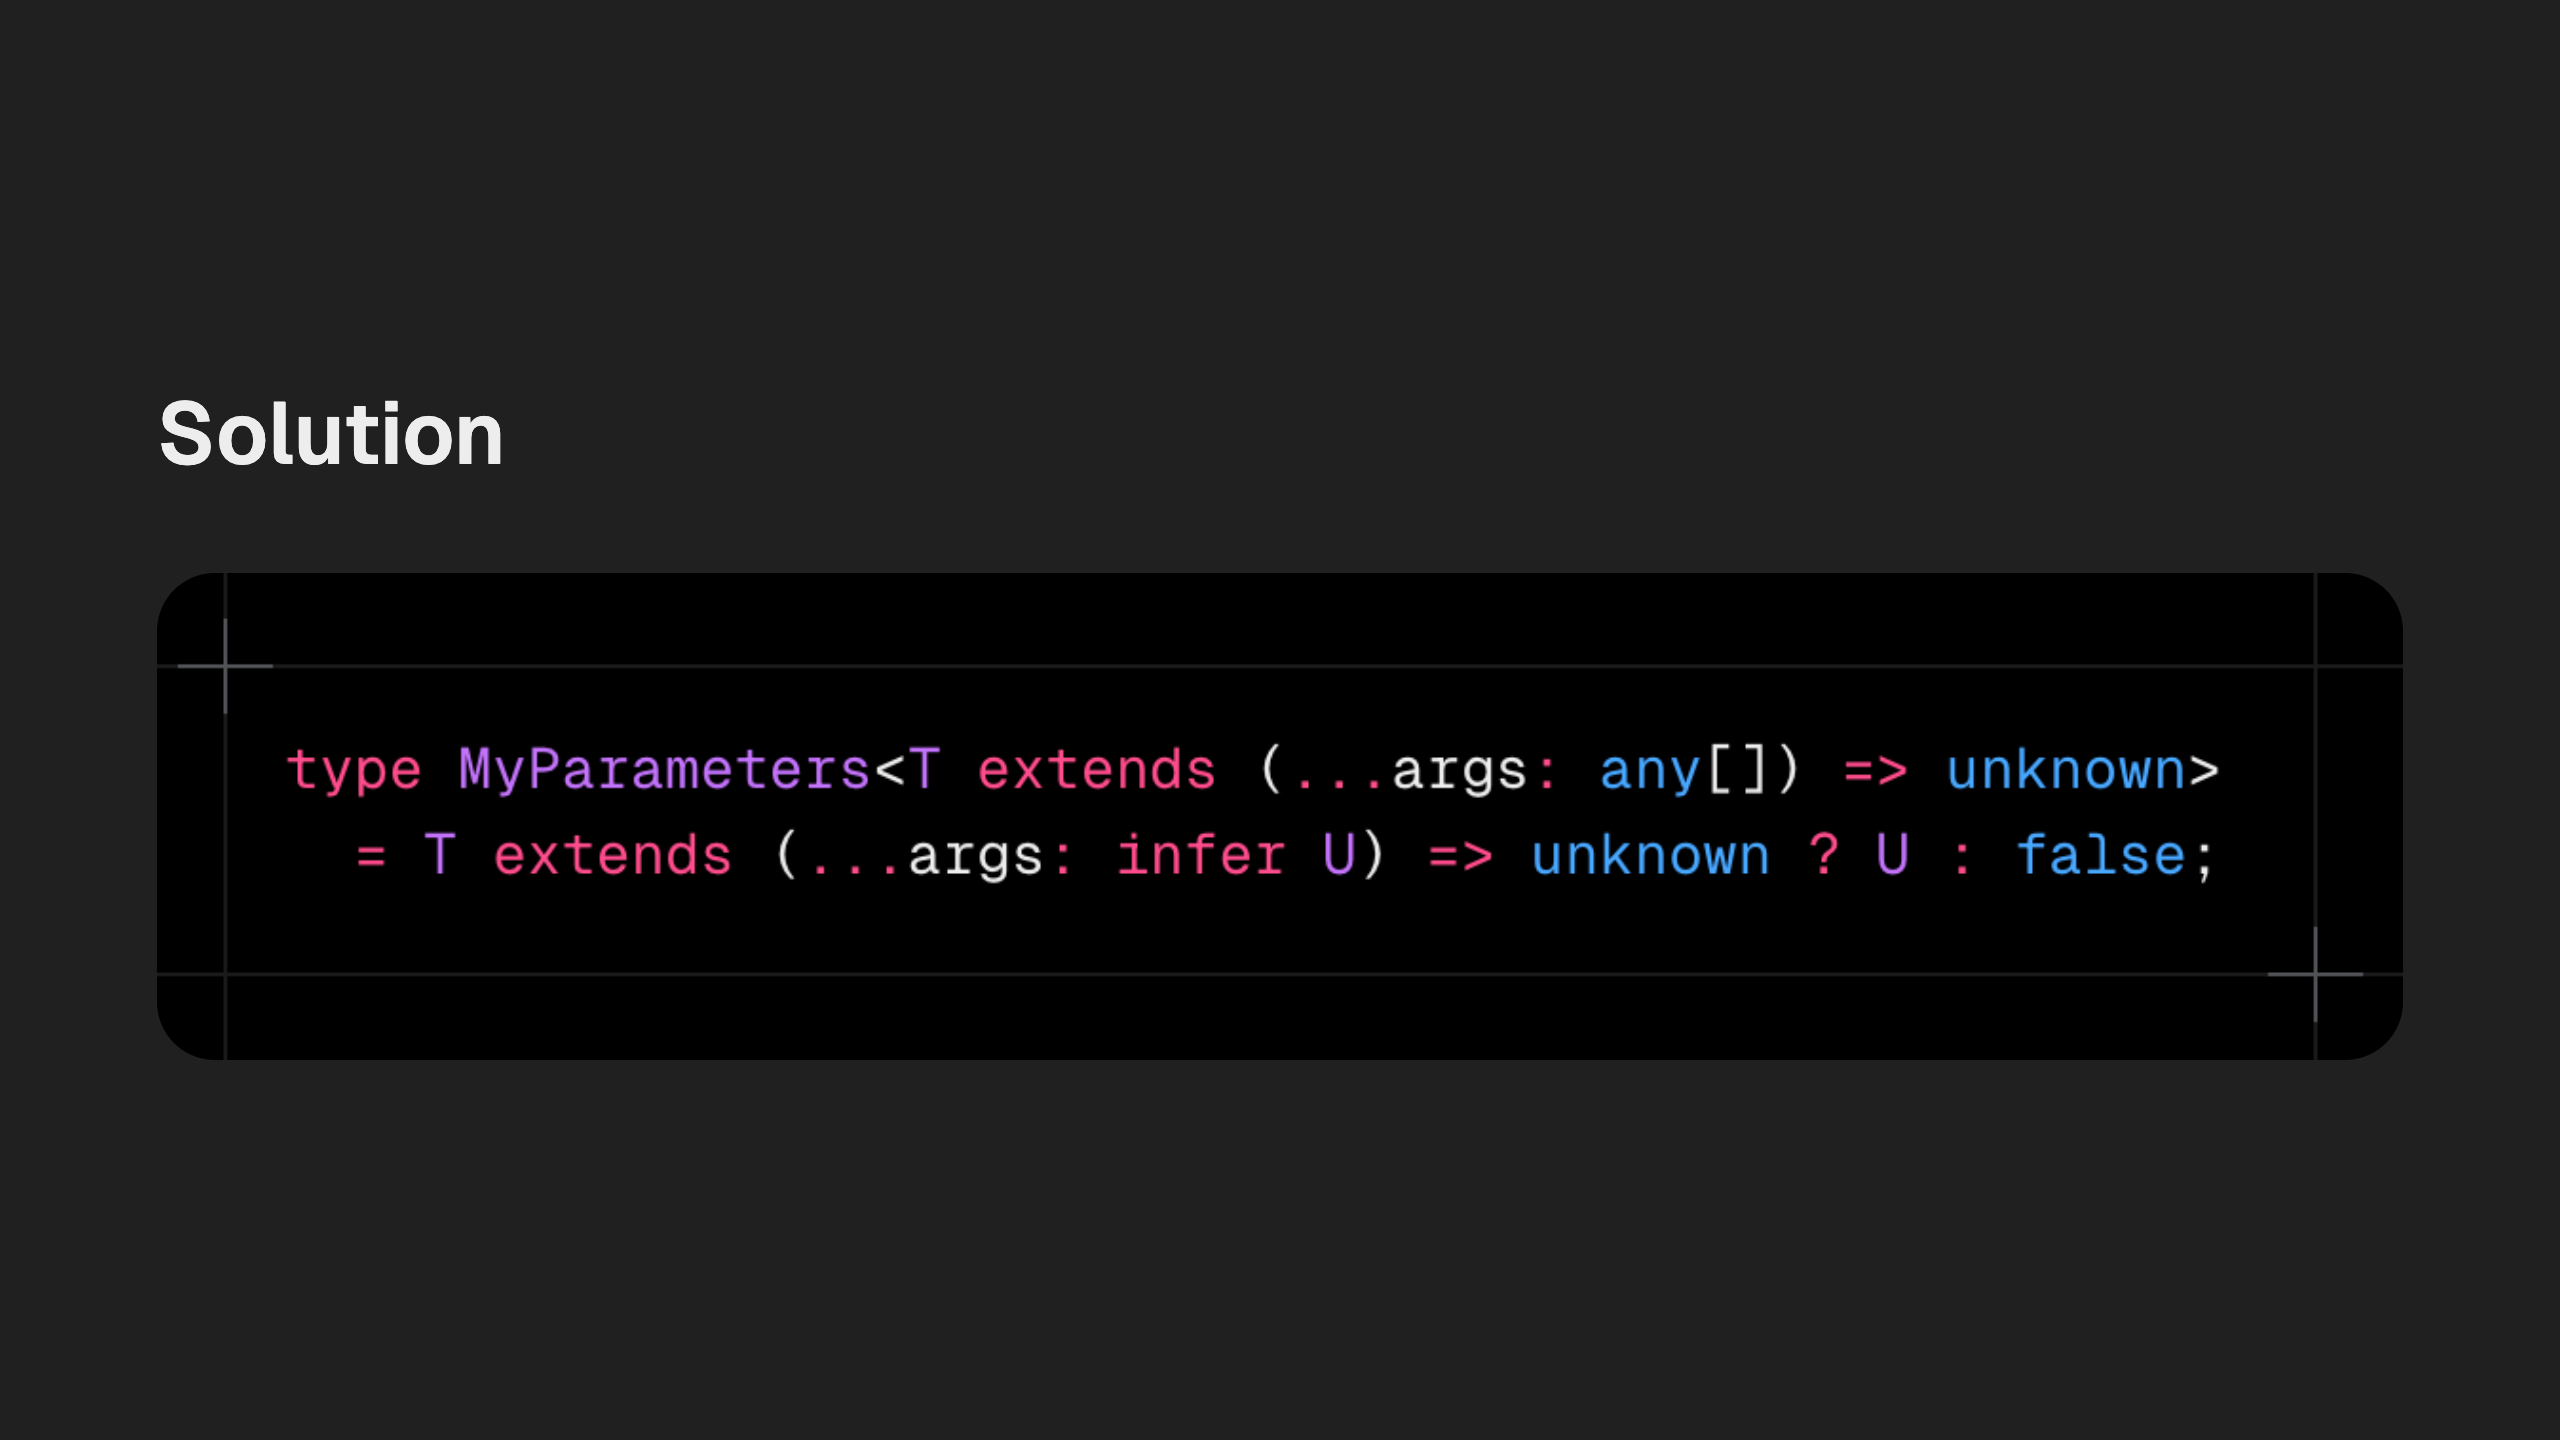 Solution
type MyParameters<T extends (...args: any[]) => unknown>
= T extends (...args: infer U) => unknown ? U : false;